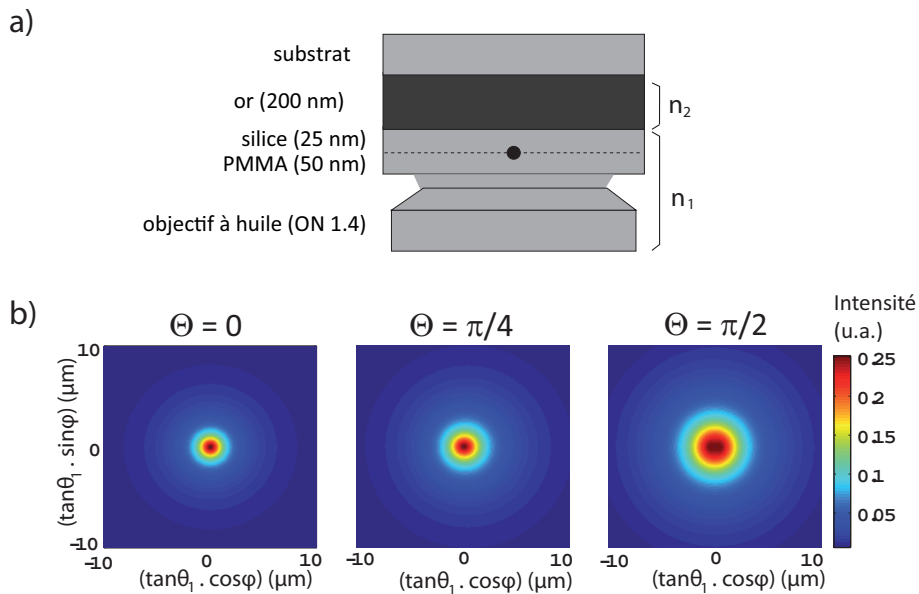 a)
substrat
or (200 nm)
n2
silice (25 nm)
PMMA (50 nm)
n1
objectif à huile (ON 1.4)
b)
Θ = 0
Θ = π/4
Θ = π/2
Intensité
(u.a.)
10
0
-10
(tanθ1 . sinφ) (μm)
-10 0 10
-10 0 10
-10 0 10
(tanθ1 . cosφ) (μm)
(tanθ1 . cosφ) (μm)
(tanθ1 . cosφ) (μm)
0.25
0.2
0.15
0.1
0.05